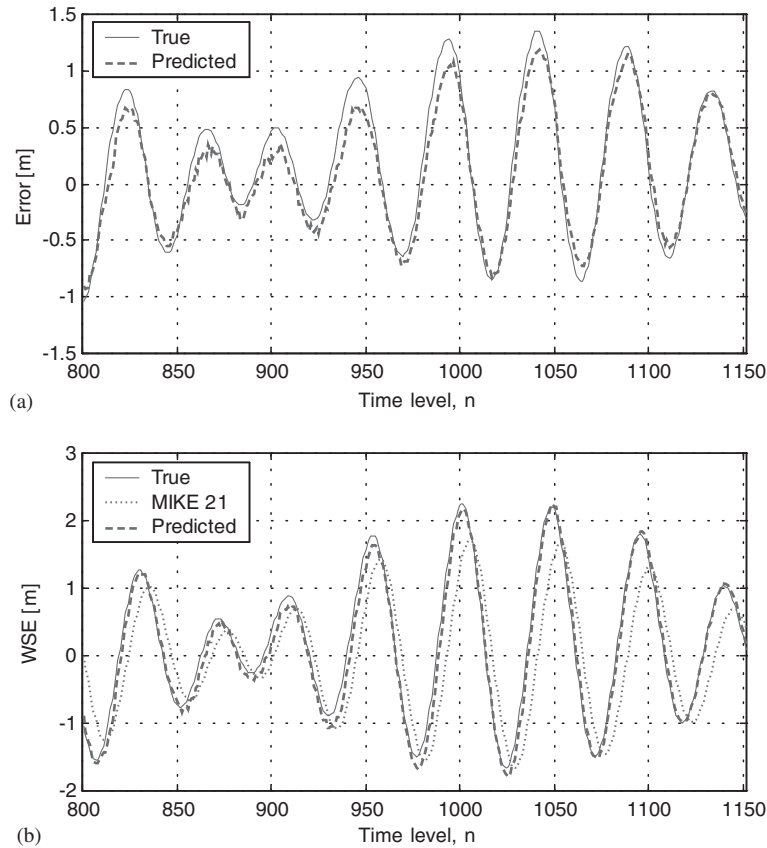 1.5
True
Predicted
1
0.5
0
-0.5
-1
-1.5
Error [m]
800 850 900 950 1000 1050 1100 1150
(a)
Time level, n
3
True
MIKE 21
Predicted
2
1
0
-1
-2
WSE [m]
800 850 900 950 1000 1050 1100 1150
(b)
Time level, n